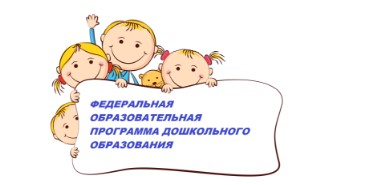 ФЕДЕРАЛЬНАЯ
ОБРАЗОВАТЕЛЬНАЯ
ПРОГРАММА ДОШКОЛЬНОГО
ОБРАЗОВАНИЯ